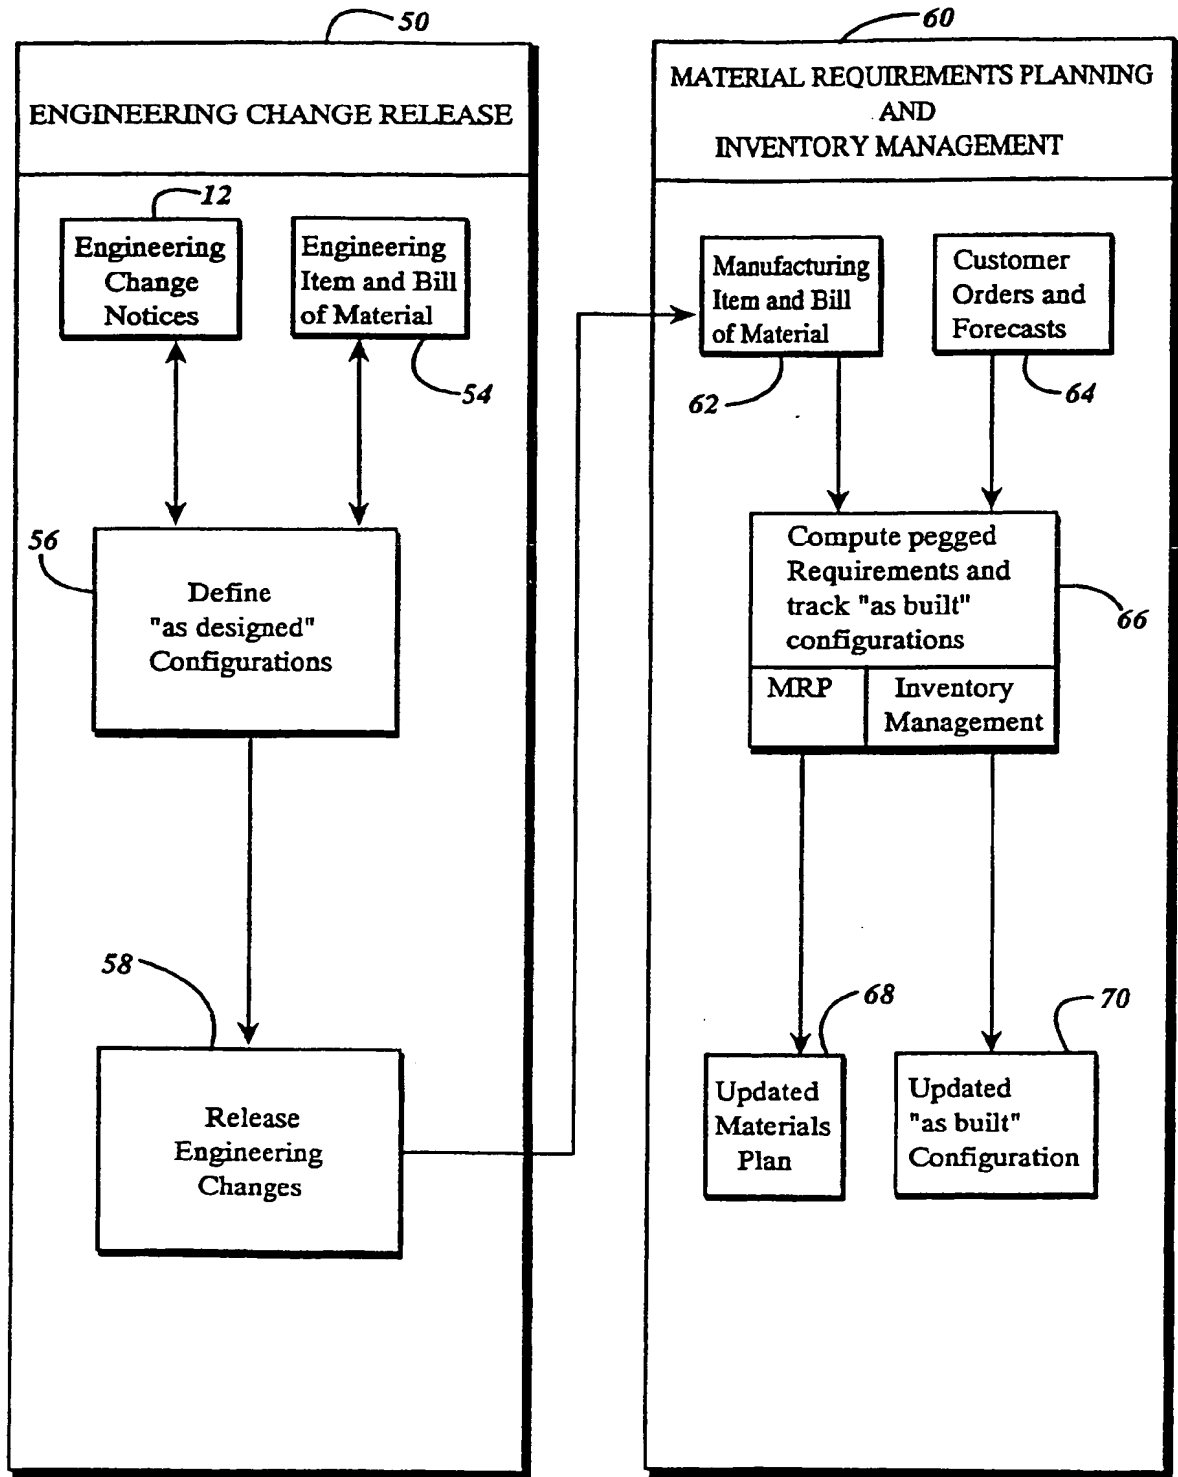 50
ENGINEERING CHANGE RELEASE
12
Engineering
Change
Notices
Engineering
Item and Bill
of Material
54
56
Define
"as designed"
Configurations
58
Release
Engineering
Changes
60
MATERIAL REQUIREMENTS PLANNING
AND
INVENTORY MANAGEMENT
Manufacturing
Item and Bill
of Material
62
Customer
Orders and
Forecasts
64
Compute pegged
Requirements and
track "as built"
configurations
66
MRP
Inventory
Management
68
Updated
Materials
Plan
70
Updated
"as built"
Configuration